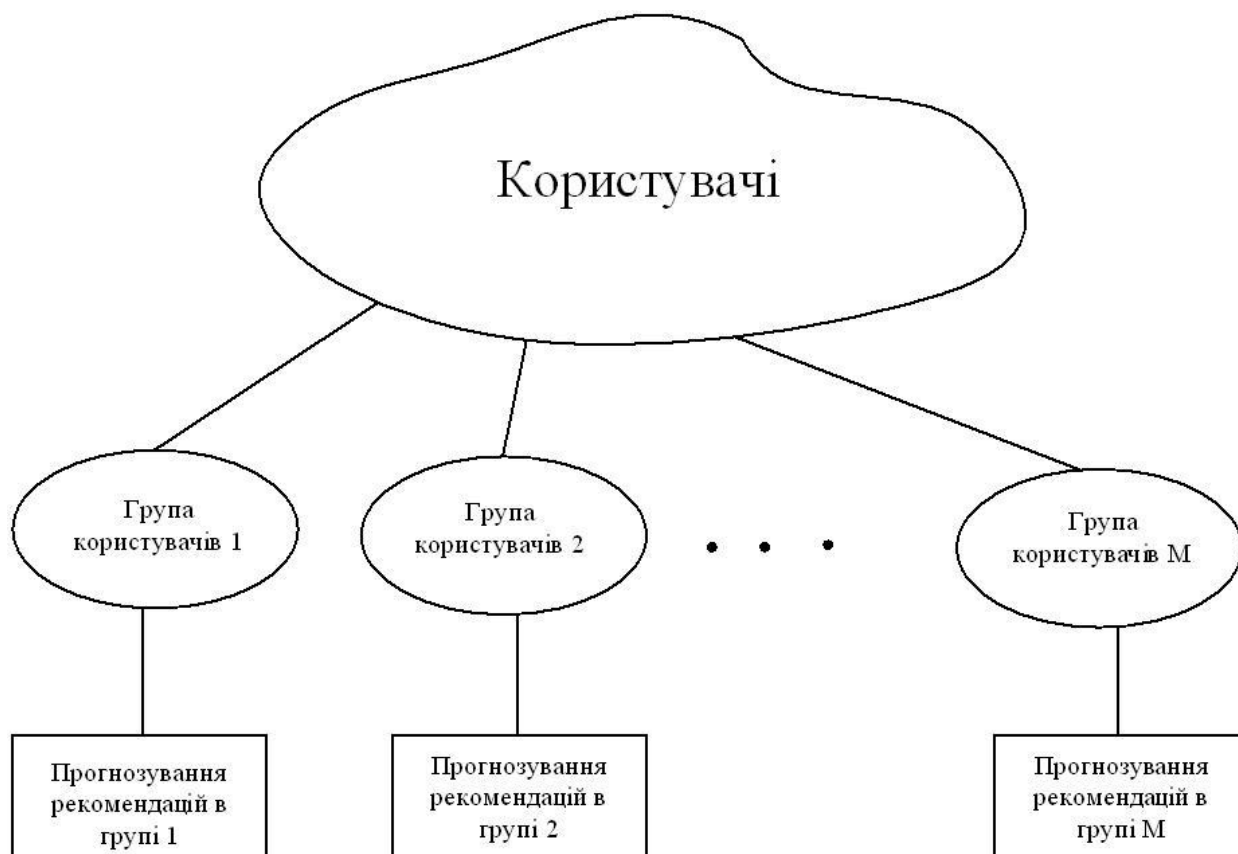 Користувачі
Група
користувачів 1
Група
користувачів 2
Група
користувачів М
Прогнозування
рекомендацій в
групі 1
Прогнозування
рекомендацій в
групі 2
Прогнозування
рекомендацій в
групі М